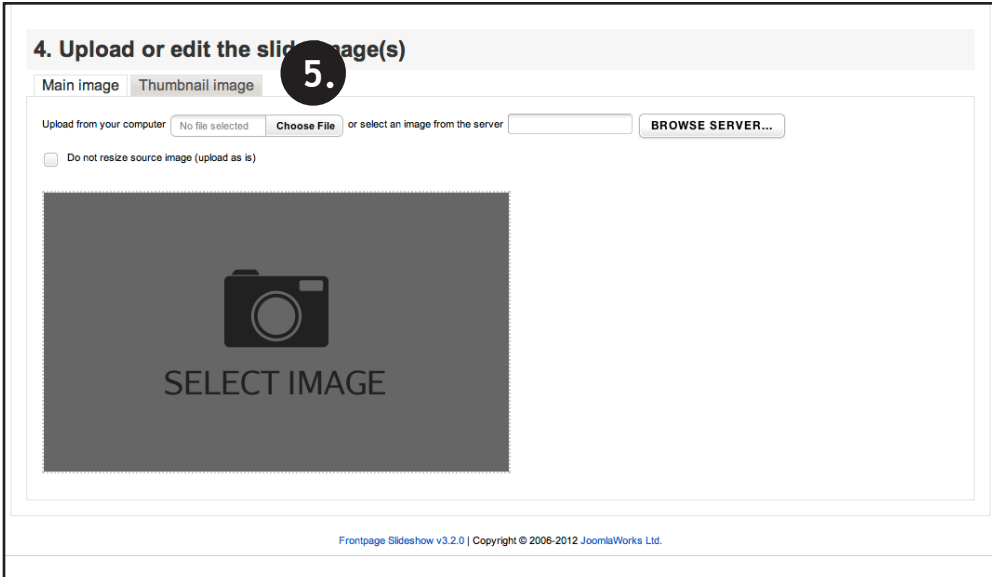 4. Upload or edit the slide image(s)
5.
Main image Thumbnail image
Upload from your computer No file selected Choose File or select an image from the server BROWSE SERVER...
Do not resize source image (upload as is)
SELECT IMAGE
Frontpage Slideshow v3.2.0 | Copyright © 2006-2012 JoomlaWorks Ltd.